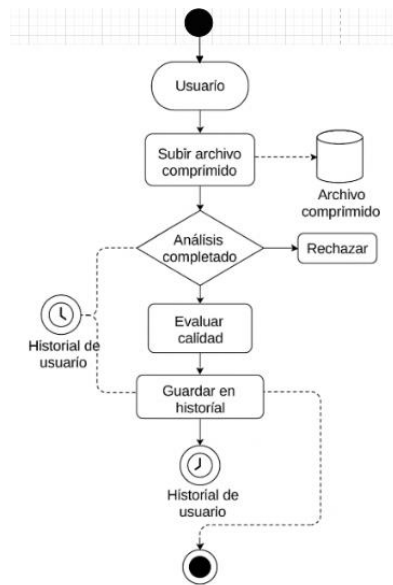 Usuario
Subir archivo
comprimido
Archivo
comprimido
Análisis
completado
Rechazar
Historial de
usuario
Evaluar
calidad
Guardar en
historial
Historial de
usuario